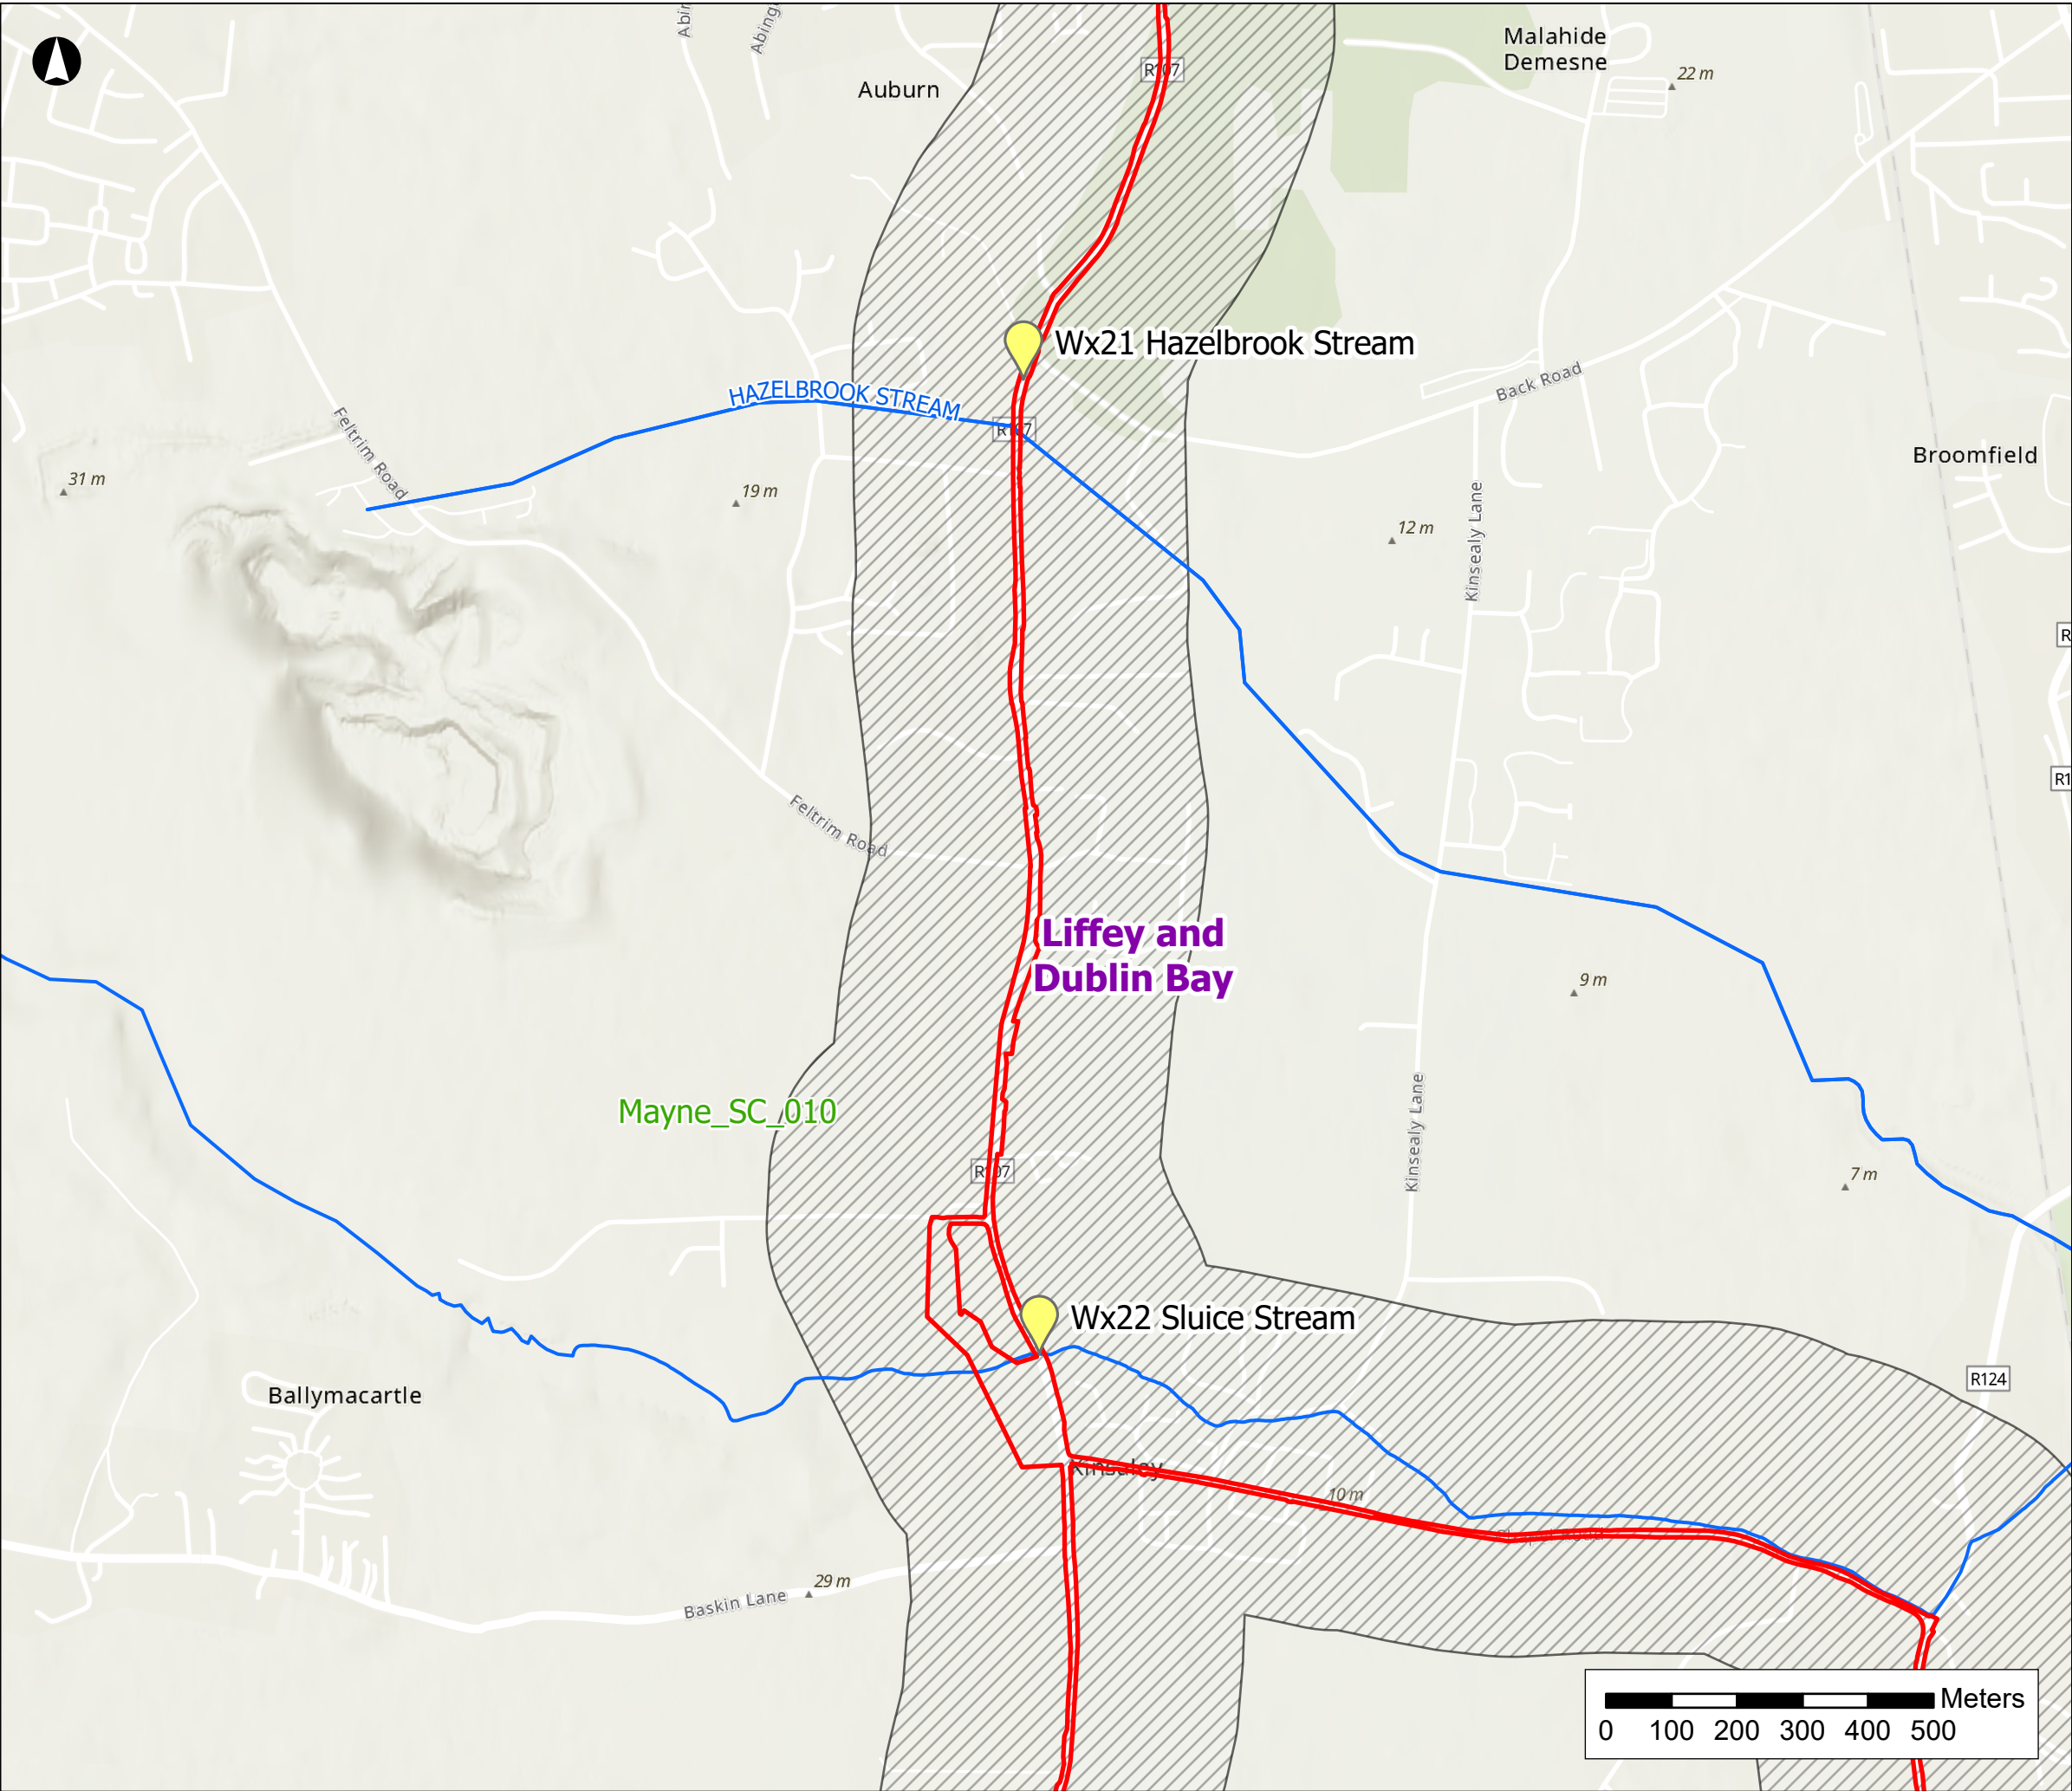 Malahide
Demesne
22 m
R107
Auburn
Wx21 Hazelbrook Stream
HAZELBROOK STREAM
R107
Back Road
Feltrim Road
Broomfield
31 m
19 m
12 m
Kinsealy Lane
Feltrim Road
Liffey and
Dublin Bay
9 m
Mayne_SC_010
Kinsealy Lane
R107
7 m
Wx22 Sluice Stream
R124
Ballymacartle
Kinsaley
10 m
29 m
Baskin Lane
Meters
0 100 200 300 400 500